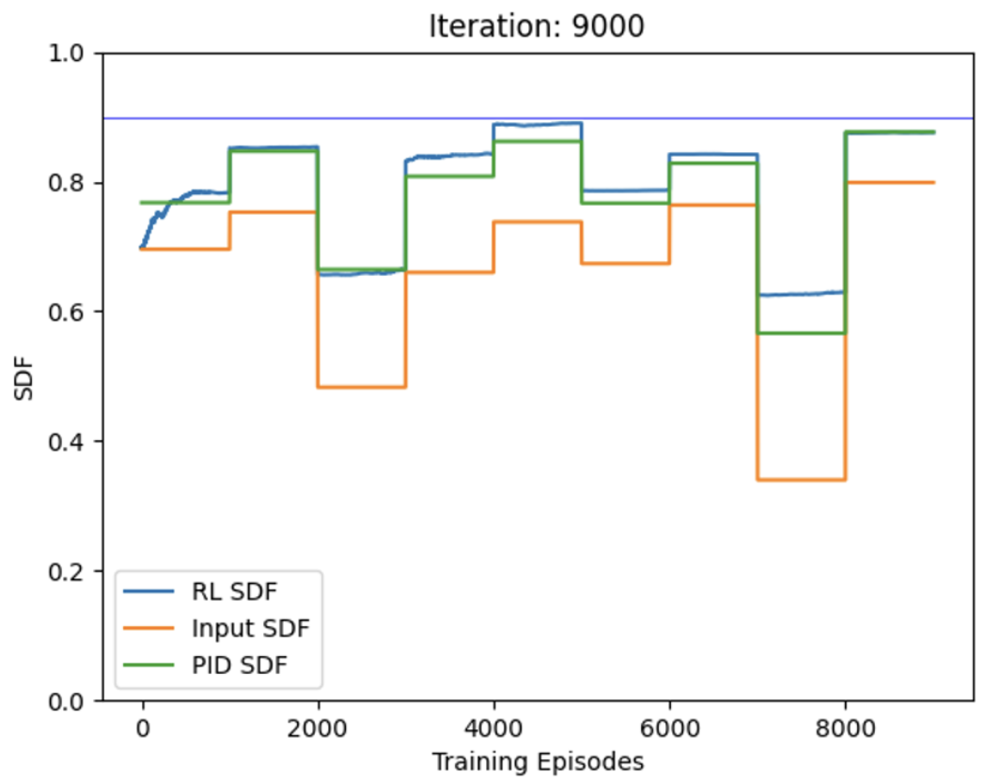 Iteration: 9000
1.0
0.8
0.6
0.4
0.2
0.0
SDF
RL SDF
Input SDF
PID SDF
0 2000 4000 6000 8000
Training Episodes